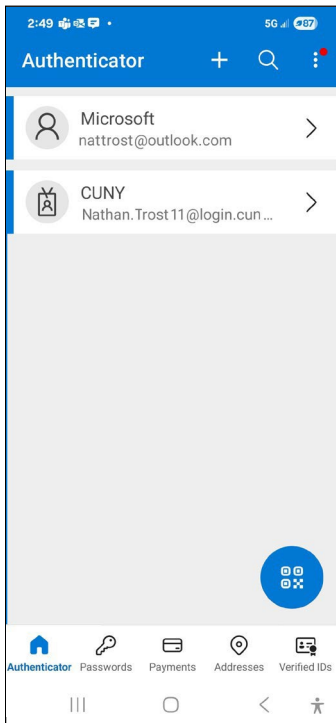 2:49 5G 87
Authenticator
Microsoft
nattrost@outlook.com
CUNY
Nathan.Trost11@login.cun...
Authenticator Passwords Payments Addresses Verified IDs